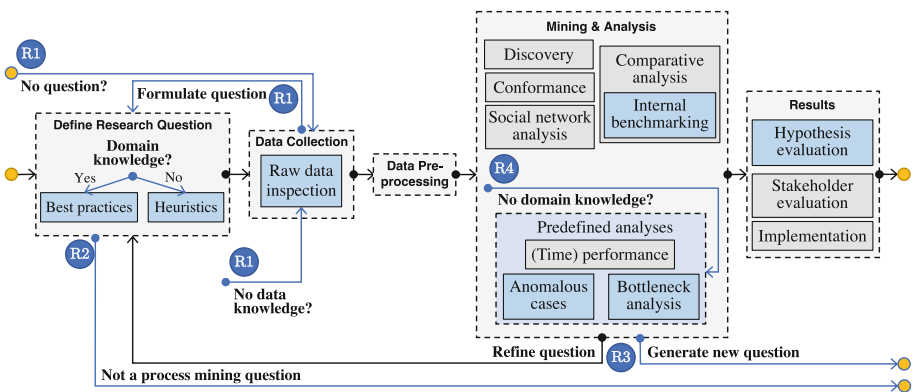 R1
No question?
Formulate question
R1
Define Research Question
Domain
knowledge?
Yes
No
Best practices
Heuristics
R2
Data Collection
Raw data
inspection
R1
No data
knowledge?
Data Pre-
processing
Mining & Analysis
Discovery
Conformance
Social network
analysis
Comparative
analysis
Internal
benchmarking
R4
No domain knowledge?
Predefined analyses
(Time) performance
Anomalous
cases
Bottleneck
analysis
Results
Hypothesis
evaluation
Stakeholder
evaluation
Implementation
Refine question
R3
Generate new question
Not a process mining question